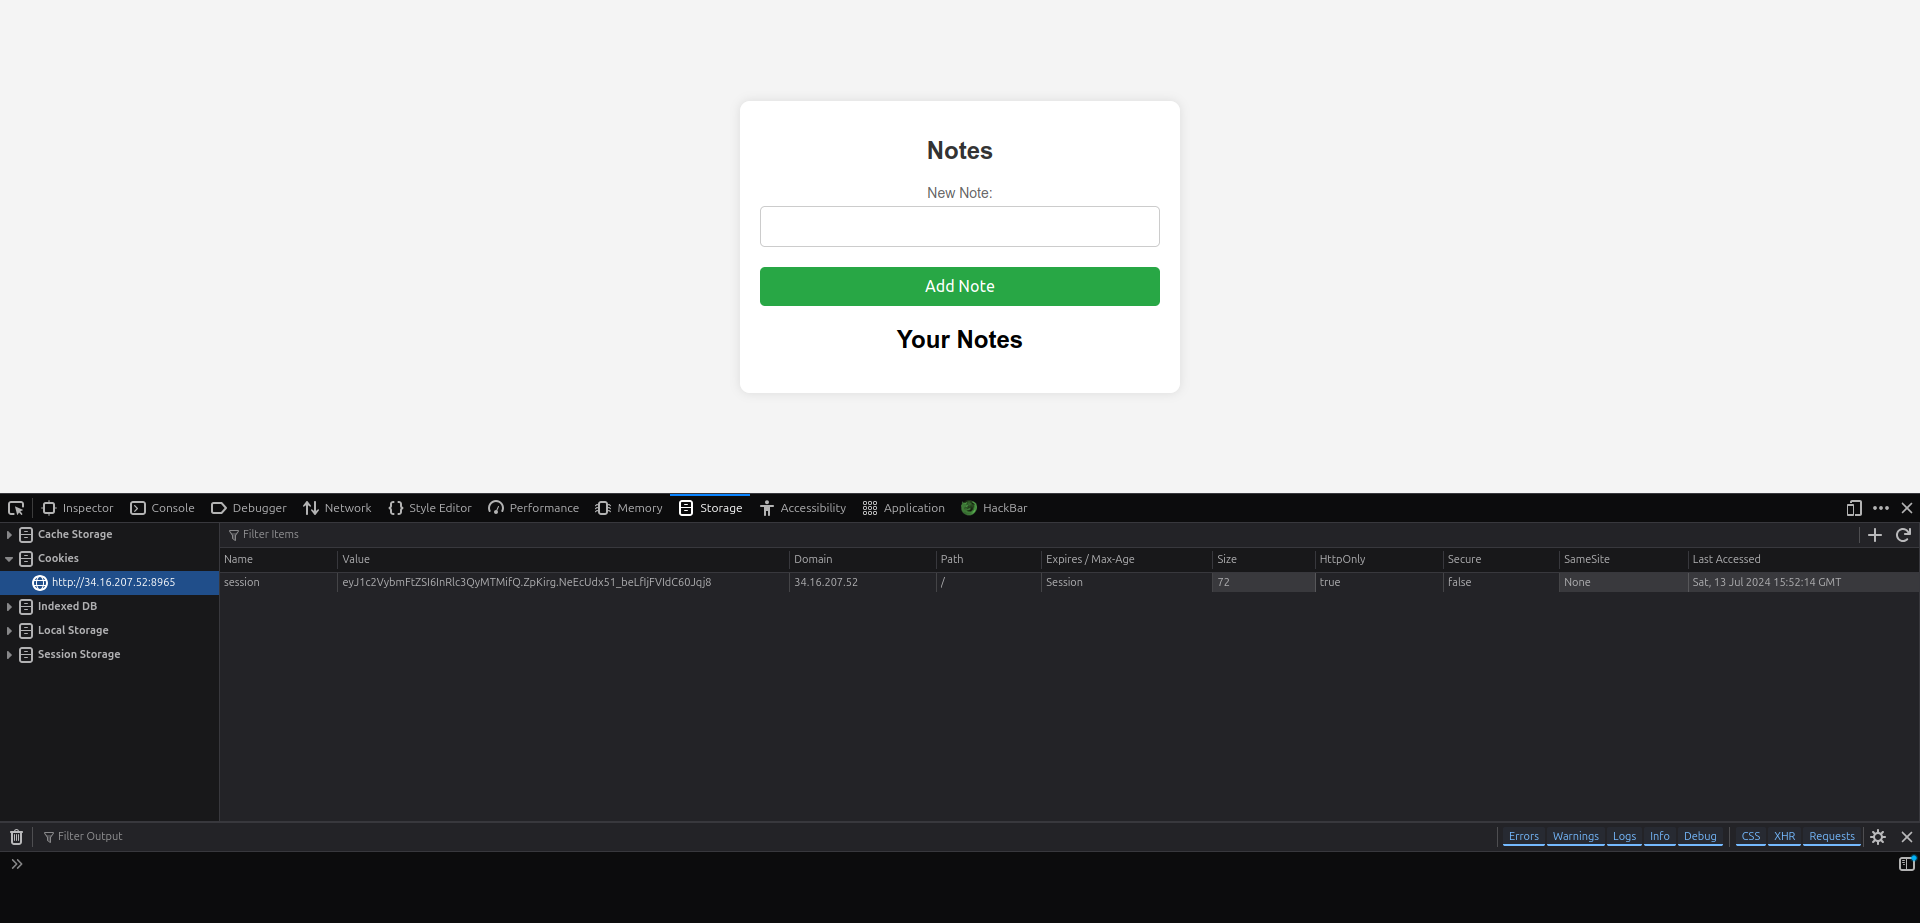 Notes
New Note:
Add Note
Your Notes
Inspector Console Debugger Network Style Editor Performance Memory Storage Accessibility Application HackBar
Cache Storage
Cookies
http://34.16.207.52:8965
Indexed DB
Local Storage
Session Storage
Filter Items
Name Value Domain Path Expires / Max-Age Size HttpOnly Secure SameSite Last Accessed
session eyJ1c2VybmFtZSI6InRlc3QyMTMifQ.ZpKirg.NeEcUdx51_beLfIjFVIdC60Jqj8 34.16.207.52 / Session 72 true false None Sat, 13 Jul 2024 15:52:14 GMT
Filter Output
Errors Warnings Logs Info Debug CSS XHR Requests